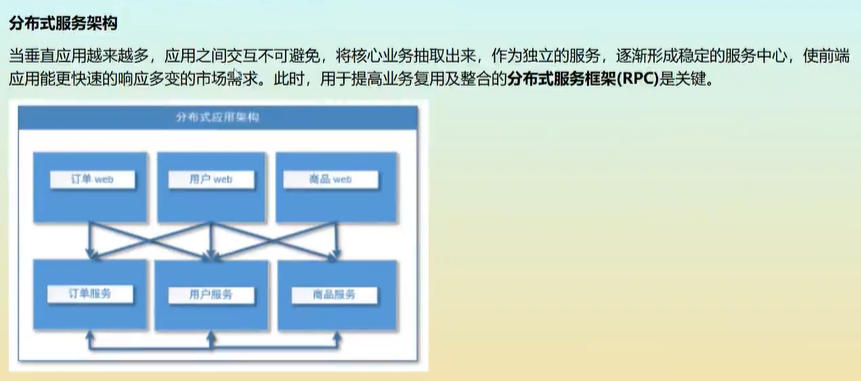 分布式服务架构
当垂直应用越来越多，应用之间交互不可避免，将核心业务抽取出来，作为独立的服务，逐渐形成稳定的服务中心，使前端
应用能更快速的响应多变的市场需求。此时，用于提高业务复用及整合的分布式服务框架(RPC)是关键。
分布式应用架构
订单 web
用户 web
商品 web
订单服务
用户服务
商品服务